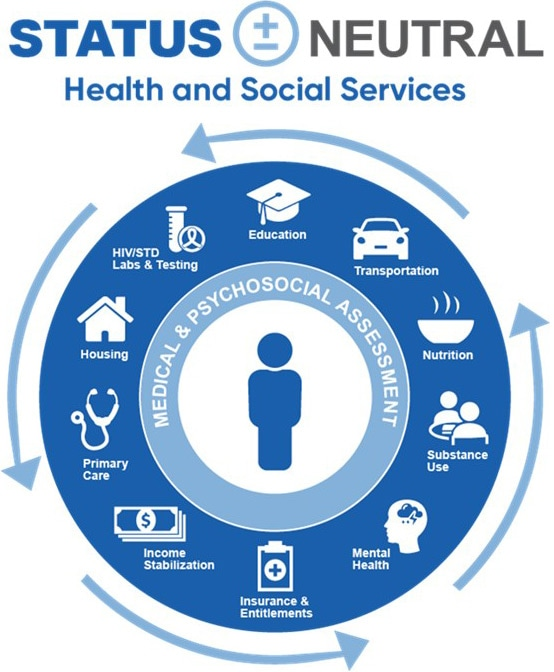 STATUS ± NEUTRAL
Health and Social Services
Education
Transportation
Nutrition
Substance
Use
Mental
Health
Insurance &
Entitlements
Income
Stabilization
Primary
Care
Housing
HIV/STD
Labs & Testing
MEDICAL & PSYCHOSOCIAL ASSESSMENT
$